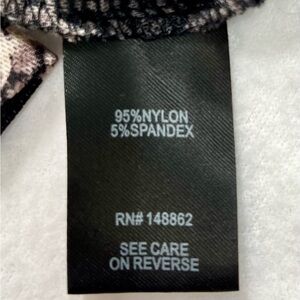 95%NYLON
5%SPANDEX
RN# 148862
SEE CARE
ON REVERSE